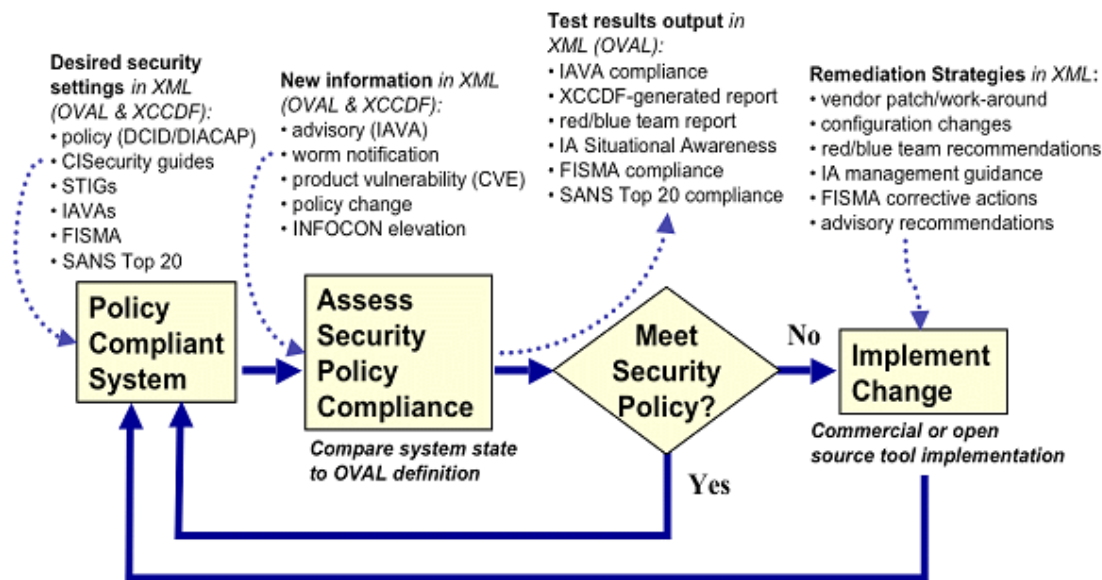 Desired security
settings in XML
(OVAL & XCCDF):
• policy (DCID/DIACAP)
• CISecurity guides
• STIGs
• IAVAs
• FISMA
• SANS Top 20
New information in XML
(OVAL & XCCDF):
• advisory (IAVA)
• worm notification
• product vulnerability (CVE)
• policy change
• INFOCON elevation
Test results output in
XML (OVAL):
• IAVA compliance
• XCCDF-generated report
• red/blue team report
• IA Situational Awareness
• FISMA compliance
• SANS Top 20 compliance
Remediation Strategies in XML:
• vendor patch/work-around
• configuration changes
• red/blue team recommendations
• IA management guidance
• FISMA corrective actions
• advisory recommendations
Policy
Compliant
System
Assess
Security
Policy
Compliance
Compare system state
to OVAL definition
Meet
Security
Policy?
No
Yes
Implement
Change
Commercial or open
source tool implementation